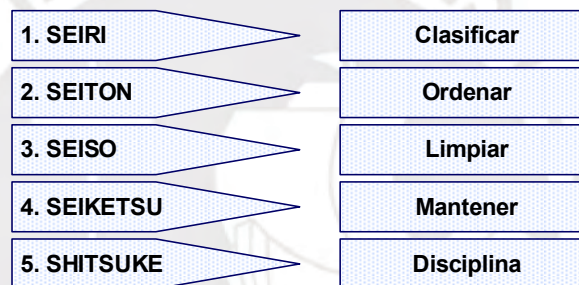 1. SEIRI
Clasificar
2. SEITON
Ordenar
3. SEISO
Limpiar
4. SEIKETSU
Mantener
5. SHITSUKE
Disciplina